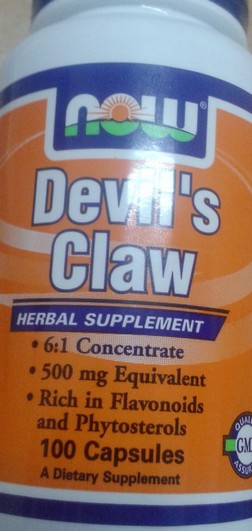 now®
Devil's
Claw
HERBAL SUPPLEMENT
• 6:1 Concentrate
• 500 mg Equivalent
• Rich in Flavonoids
and Phytosterols
100 Capsules
A Dietary Supplement